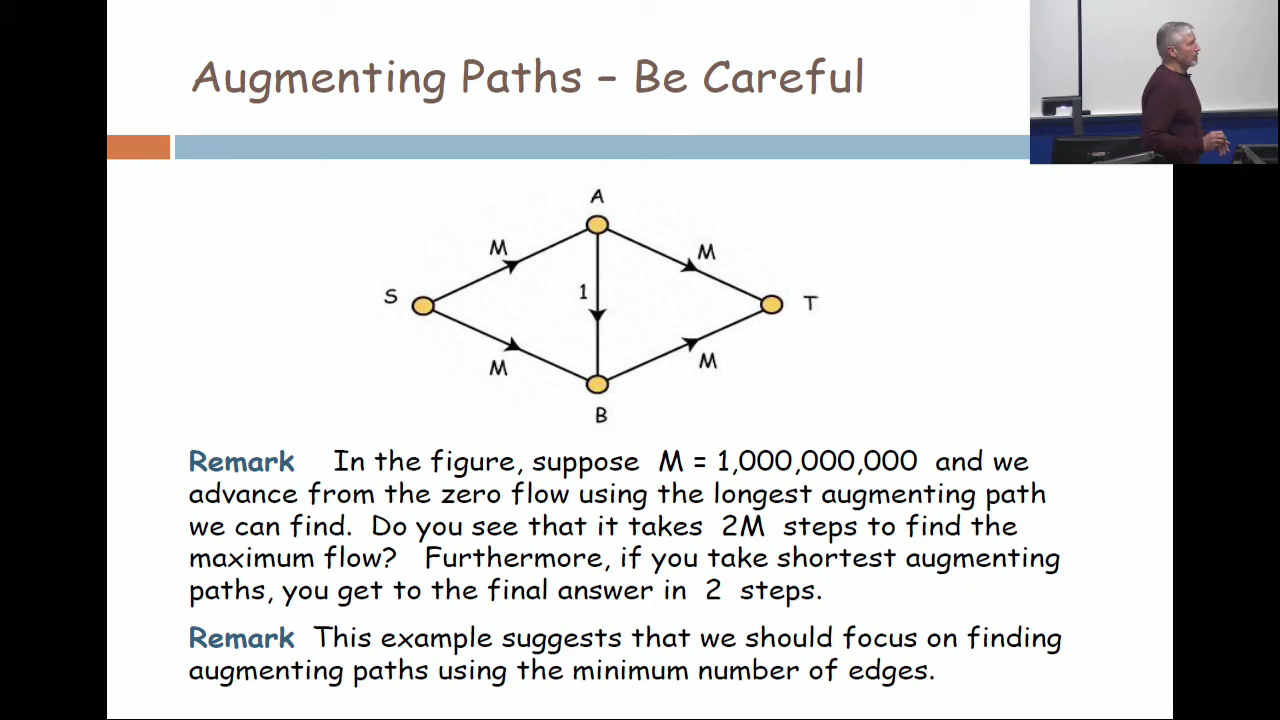 Augmenting Paths – Be Careful
A
M
M
S
1
T
M
M
B
Remark In the figure, suppose M = 1,000,000,000 and we
advance from the zero flow using the longest augmenting path
we can find. Do you see that it takes 2M steps to find the
maximum flow? Furthermore, if you take shortest augmenting
paths, you get to the final answer in 2 steps.
Remark This example suggests that we should focus on finding
augmenting paths using the minimum number of edges.